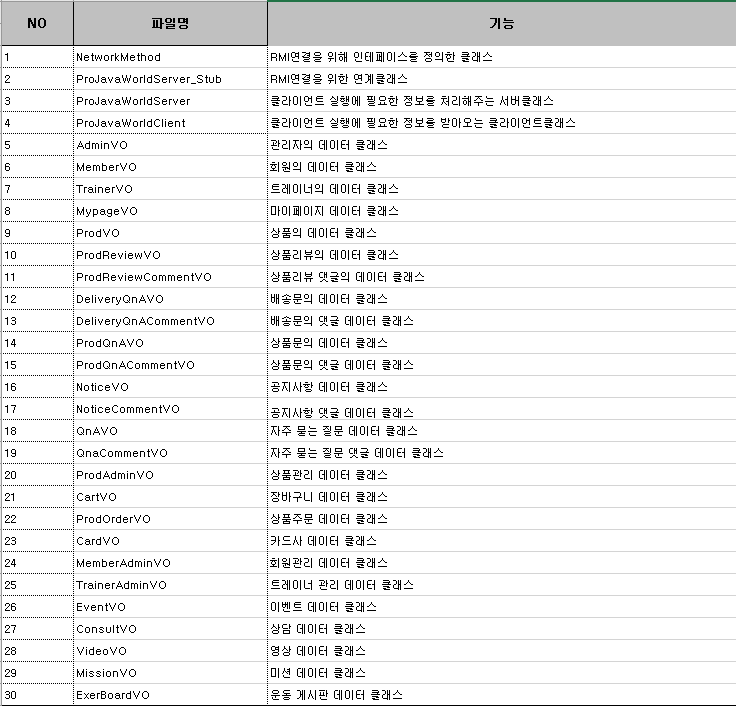 NO 파일명 기능
1 NetworkMethod RMI연결을 위해 인테페이스를 정의한 클래스
2 ProJavaWorldServer_Stub RMI연결을 위한 연계클래스
3 ProJavaWorldServer 클라이언트 실행에 필요한 정보를 처리해주는 서버클래스
4 ProJavaWorldClient 클라이언트 실행에 필요한 정보를 받아오는 클라이언트클래스
5 AdminVO 관리자의 데이터 클래스
6 MemberVO 회원의 데이터 클래스
7 TrainerVO 트레이너의 데이터 클래스
8 MypageVO 마이페이지 데이터 클래스
9 ProdVO 상품의 데이터 클래스
10 ProdReviewVO 상품리뷰의 데이터 클래스
11 ProdReviewCommentVO 상품리뷰 댓글의 데이터 클래스
12 DeliveryQnAVO 배송문의 데이터 클래스
13 DeliveryQnACommentVO 배송문의 댓글 데이터 클래스
14 ProdQnAVO 상품문의 데이터 클래스
15 ProdQnACommentVO 상품문의 댓글 데이터 클래스
16 NoticeVO 공지사항 데이터 클래스
17 NoticeCommentVO 공지사항 댓글 데이터 클래스
18 QnAVO 자주 묻는 질문 데이터 클래스
19 QnaCommentVO 자주 묻는 질문 댓글 데이터 클래스
20 ProdAdminVO 상품관리 데이터 클래스
21 CartVO 장바구니 데이터 클래스
22 ProdOrderVO 상품주문 데이터 클래스
23 CardVO 카드사 데이터 클래스
24 MemberAdminVO 회원관리 데이터 클래스
25 TrainerAdminVO 트레이너 관리 데이터 클래스
26 EventVO 이벤트 데이터 클래스
27 ConsultVO 상담 데이터 클래스
28 VideoVO 영상 데이터 클래스
29 MissionVO 미션 데이터 클래스
30 ExerBoardVO 운동 게시판 데이터 클래스